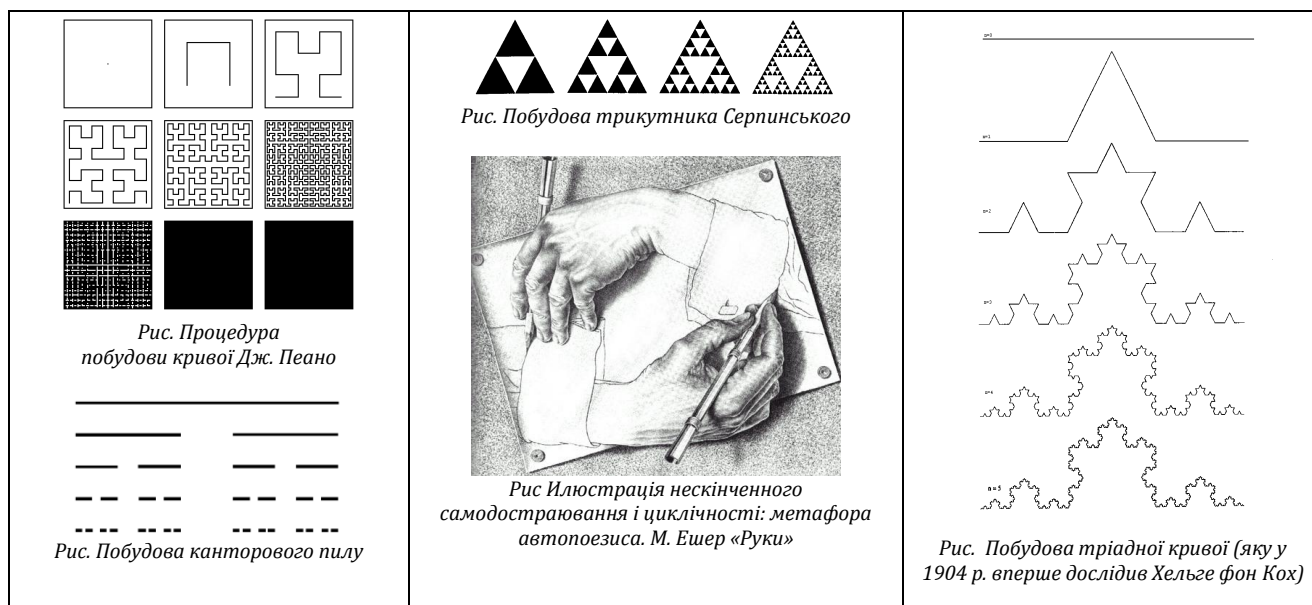 Рис. Процедура
побудови кривої Дж. Пеано
Рис. Побудова канторового пилу
Рис. Побудова трикутника Серпинського
Рис Илюстрація нескінченного
самодостраювання і циклічності: метафора
автопоезиса. М. Ешер «Руки»
n=0
n=1
n=2
n=3
n=4
n = 5
Рис. Побудова тріадної кривої (яку у
1904 р. вперше дослідив Хельге фон Кох)